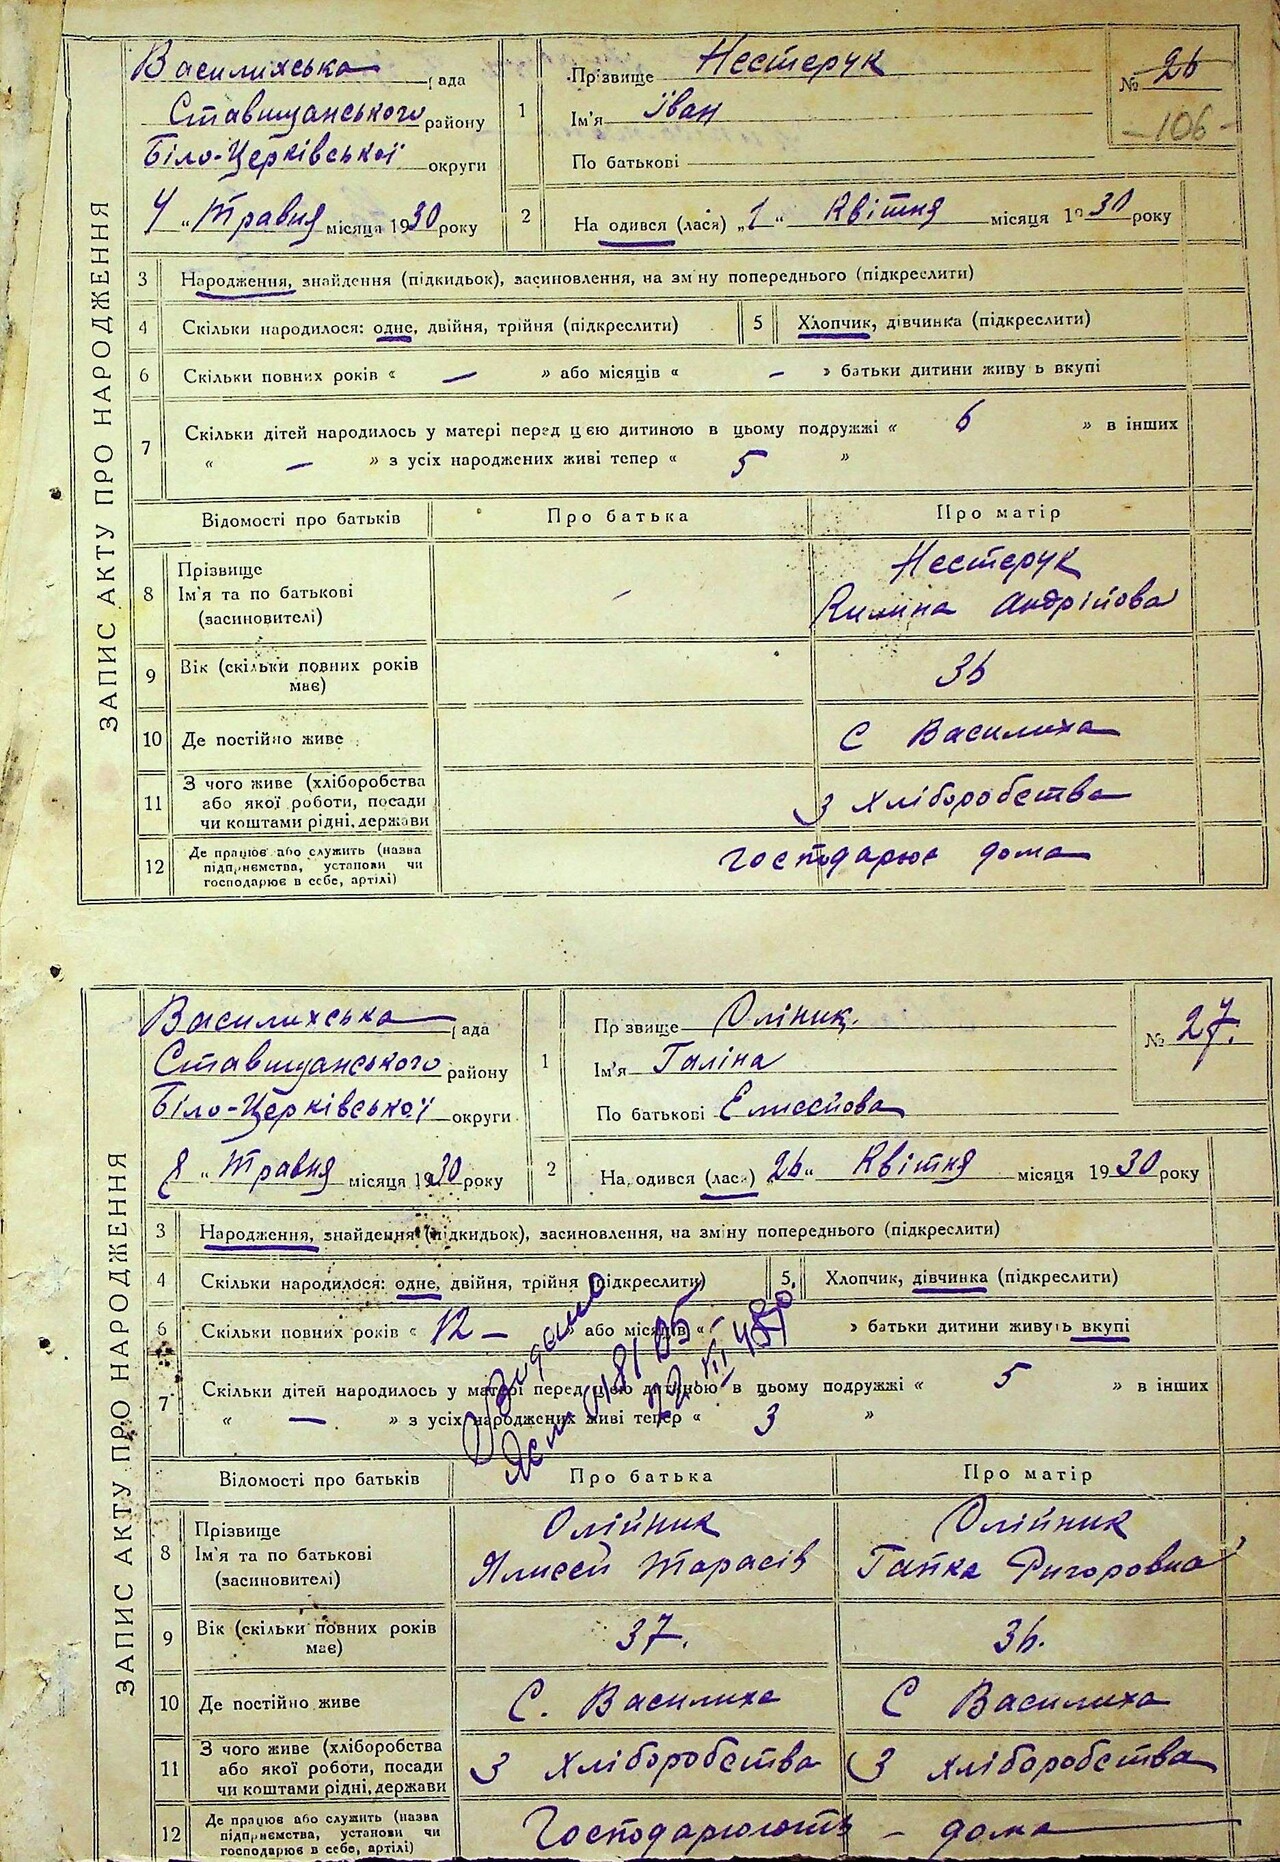 ЗАПИС АКТУ ПРО НАРОДЖЕННЯ
Василихська рада
Ставищанського району
Біло-Церківської округи
4 „ Травня місяця 1930 року
1 Прізвище Нестерук
Ім'я Іван
По батькові
№ 26
-106-
2 Народився (лася) „1“ Квітня місяця 1930 року
3 Народження, знайдення (підкидьок), засиновлення, на зміну попереднього (підкреслити)
4 Скільки народилося: одне, двійня, трійня (підкреслити) 5 Хлопчик, дівчинка (підкреслити)
6 Скільки повних років « — » або місяців « - » батьки дитини живуть вкупі
7 Скільки дітей народилось у матері перед цією дитиною в цьому подружжі « 6 » в інших
« — » з усіх народжених живі тепер « 5 »
Відомості про батьків Про батька Про матір
8 Прізвище Ім'я та по батькові (засиновителі) - Нестерук
Килина Андрійова
9 Вік (скільки повних років має) 36
10 Де постійно живе С Василиха
11 З чого живе (хліборобства або якої роботи, посади чи коштами рідні, держави З хліборобства
12 Де працює або служить (назва підприємства, установи чи господарює в себе, артілі) Господарює дома
ЗАПИС АКТУ ПРО НАРОДЖЕННЯ
Василихська рада
Ставищанського району
Біло-Церківської округи
8 „ Травня місяця 1930 року
1 Прізвище Оліник.
Ім'я Галіна
По батькові Елисейова
№ 27.
2 Народився (лася) 26 „ Квітня місяця 1930 року
3 Народження, знайдення (підкидьок), засиновлення, на зміну попереднього (підкреслити)
4 Скільки народилося: одне, двійня, трійня (підкреслити) 5. Хлопчик, дівчинка (підкреслити)
6 Скільки повних років « 12 — » або місяців « - » батьки дитини живуть вкупі
7 Скільки дітей народилось у матері перед цією дитиною в цьому подружжі « 5 » в інших
« — » з усіх народжених живі тепер « 3 »
Видано
Відомості про батьків Про батька Про матір
8 Прізвище Ім'я та по батькові (засиновителі) Олійник Олійник
Ялисей Тарасів Гапка Григоровна
9 Вік (скільки повних років має) 37. 36.
10 Де постійно живе С. Василиха С Василиха
11 З чого живе (хліборобства або якої роботи, посади чи коштами рідні, держави З хліборобства З хліборобства
12 Де працює або служить (назва підприємства, установи чи господарює в себе, артілі) Господарюють - дома